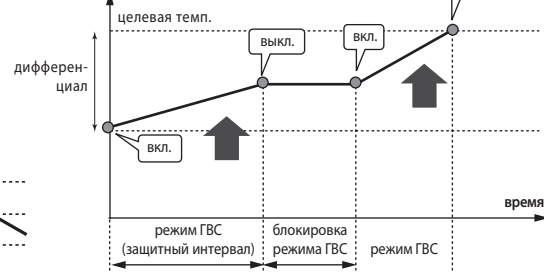 целевая темп.
выкл.
вкл.
дифферен-
циал
вкл.
время
режим ГВС
(защитный интервал)
блокировка
режима ГВС
режим ГВС